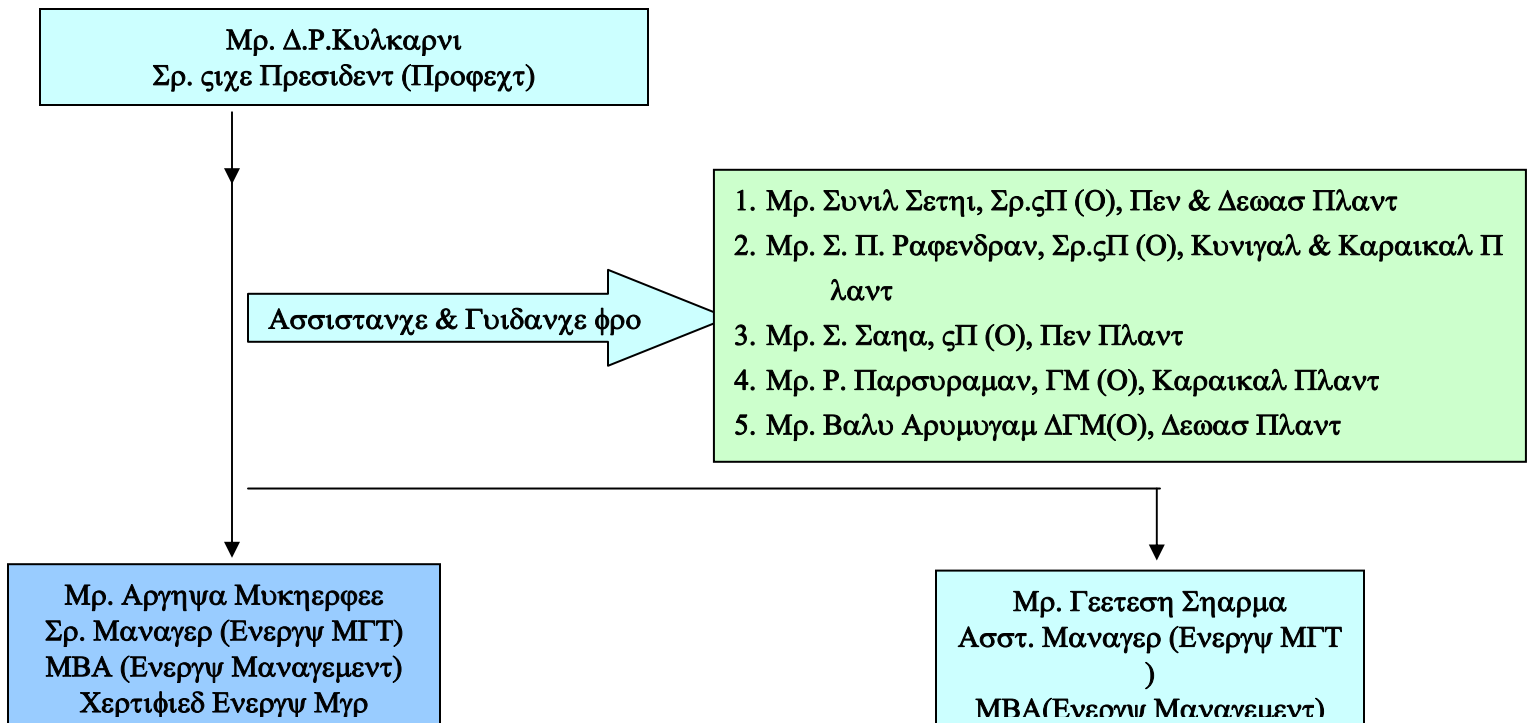 Μρ. Δ.Ρ.Κυλκαρνι
Σρ. ςιχε Πρεσιδεντ (Προφεχτ)
1. Μρ. Συνιλ Σετηι, Σρ.ςΠ (Ο), Πεν & Δεωασ Πλαντ
2. Μρ. Σ. Π. Ραφενδραν, Σρ.ςΠ (Ο), Κυνιγαλ & Καραικαλ Π
λαντ
3. Μρ. Σ. Σαηα, ςΠ (Ο), Πεν Πλαντ
4. Μρ. Ρ. Παρσυραμαν, ΓΜ (Ο), Καραικαλ Πλαντ
5. Μρ. Βαλυ Αρυμυγαμ ΔΓΜ(Ο), Δεωασ Πλαντ
Ασσιστανχε & Γυιδανχε φρο
Μρ. Αργηψα Μυκηερφεε
Σρ. Μαναγερ (Ενεργψ ΜΓΤ)
ΜΒΑ (Ενεργψ Μαναγεμεντ)
Χερτιφιεδ Ενεργψ Μγρ
Μρ. Γεετεση Σηαρμα
Ασστ. Μαναγερ (Ενεργψ ΜΓΤ
)
ΜΒΑ(Ενεργψ Μαναγεμεντ)